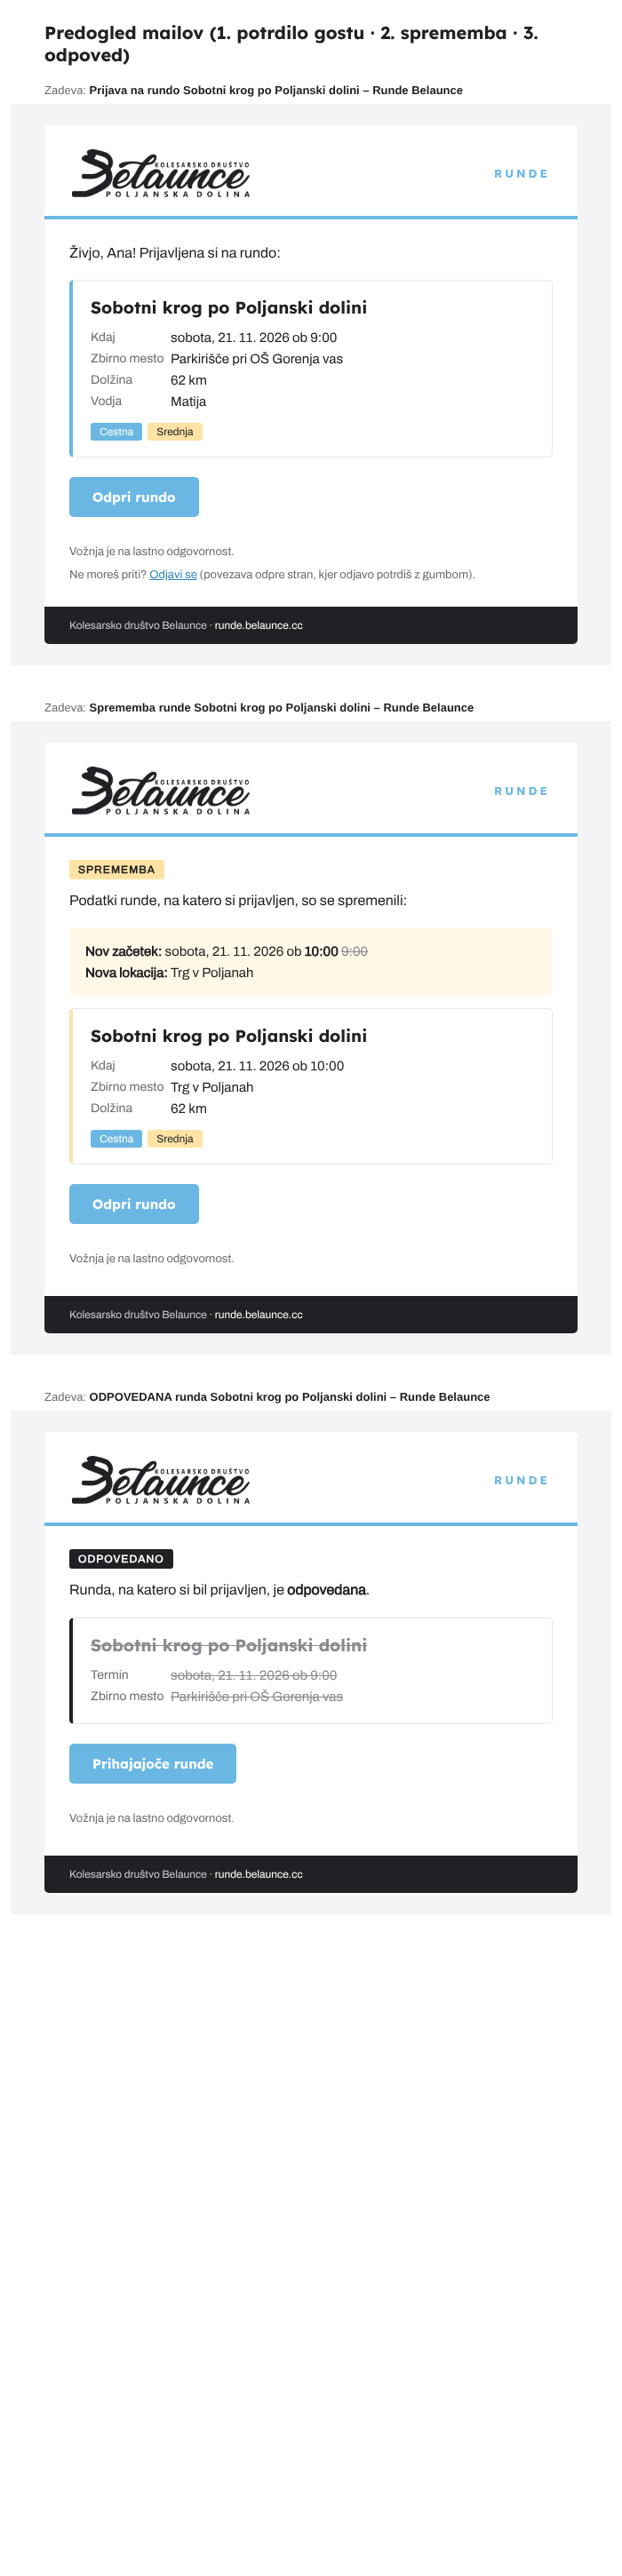 Predogled mailov (1. potrdilo gostu · 2. sprememba · 3.
odpoved)
Zadeva: Prijava na rundo Sobotni krog po Poljanski dolini – Runde Belaunce
KOLESARSKO DRUŠTVO
Belaunce
POLJANSKA DOLINA
RUNDE
Živjo, Ana! Prijavljena si na rundo:
Sobotni krog po Poljanski dolini
Kdaj sobota, 21. 11. 2026 ob 9:00
Zbirno mesto Parkirišče pri OŠ Gorenja vas
Dolžina 62 km
Vodja Matija
Cestna Srednja
Odpri rundo
Vožnja je na lastno odgovornost.
Ne moreš priti? Odjavi se (povezava odpre stran, kjer odjavo potrdiš z gumbom).
Kolesarsko društvo Belaunce · runde.belaunce.cc
Zadeva: Sprememba runde Sobotni krog po Poljanski dolini – Runde Belaunce
KOLESARSKO DRUŠTVO
Belaunce
POLJANSKA DOLINA
RUNDE
SPREMEMBA
Podatki runde, na katero si prijavljen, so se spremenili:
Nov začetek: sobota, 21. 11. 2026 ob 10:00 9:00
Nova lokacija: Trg v Poljanah
Sobotni krog po Poljanski dolini
Kdaj sobota, 21. 11. 2026 ob 10:00
Zbirno mesto Trg v Poljanah
Dolžina 62 km
Cestna Srednja
Odpri rundo
Vožnja je na lastno odgovornost.
Kolesarsko društvo Belaunce · runde.belaunce.cc
Zadeva: ODPOVEDANA runda Sobotni krog po Poljanski dolini – Runde Belaunce
KOLESARSKO DRUŠTVO
Belaunce
POLJANSKA DOLINA
RUNDE
ODPOVEDANO
Runda, na katero si bil prijavljen, je odpovedana.
Sobotni krog po Poljanski dolini
Termin sobota, 21. 11. 2026 ob 9:00
Zbirno mesto Parkirišče pri OŠ Gorenja vas
Prihajajoče runde
Vožnja je na lastno odgovornost.
Kolesarsko društvo Belaunce · runde.belaunce.cc